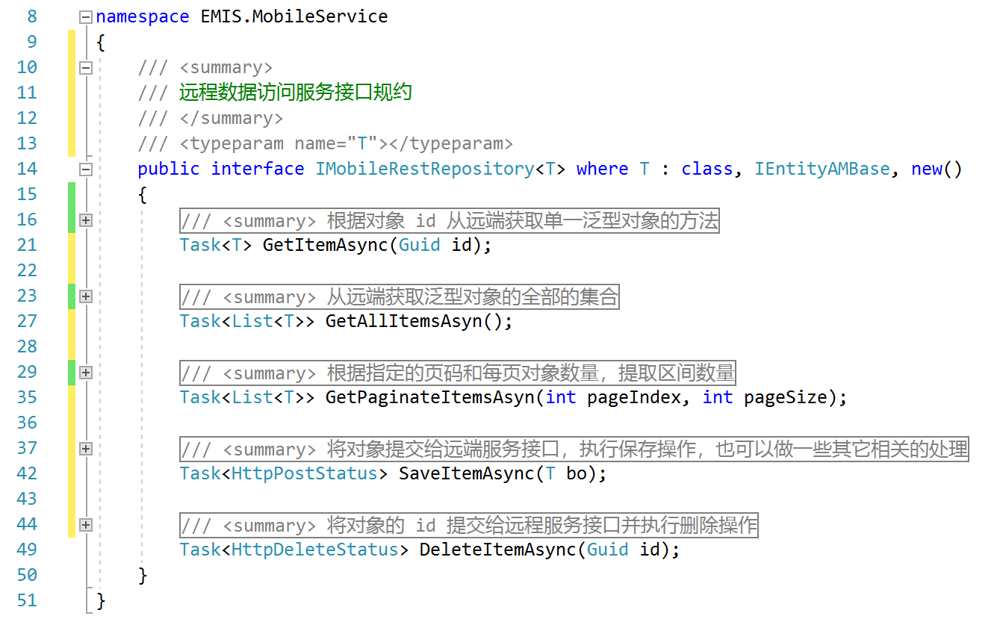 8 namespace EMIS.MobileService
9 {
10 /// <summary>
11 /// 远程数据访问服务接口规约
12 /// </summary>
13 /// <typeparam name="T"></typeparam>
14 public interface IMobileRestRepository<T> where T : class, IEntityAMBase, new()
15 {
16 /// <summary> 根据对象 id 从远端获取单一泛型对象的方法
21 Task<T> GetItemAsync(Guid id);
22
23 /// <summary> 从远端获取泛型对象的全部的集合
27 Task<List<T>> GetAllItemsAsyn();
28
29 /// <summary> 根据指定的页码和每页对象数量，提取区间数量
35 Task<List<T>> GetPaginateItemsAsyn(int pageIndex, int pageSize);
36
37 /// <summary> 将对象提交给远端服务接口，执行保存操作，也可以做一些其它相关的处理
42 Task<HttpPostStatus> SaveItemAsync(T bo);
43
44 /// <summary> 将对象的 id 提交给远程服务接口并执行删除操作
49 Task<HttpDeleteStatus> DeleteItemAsync(Guid id);
50 }
51 }